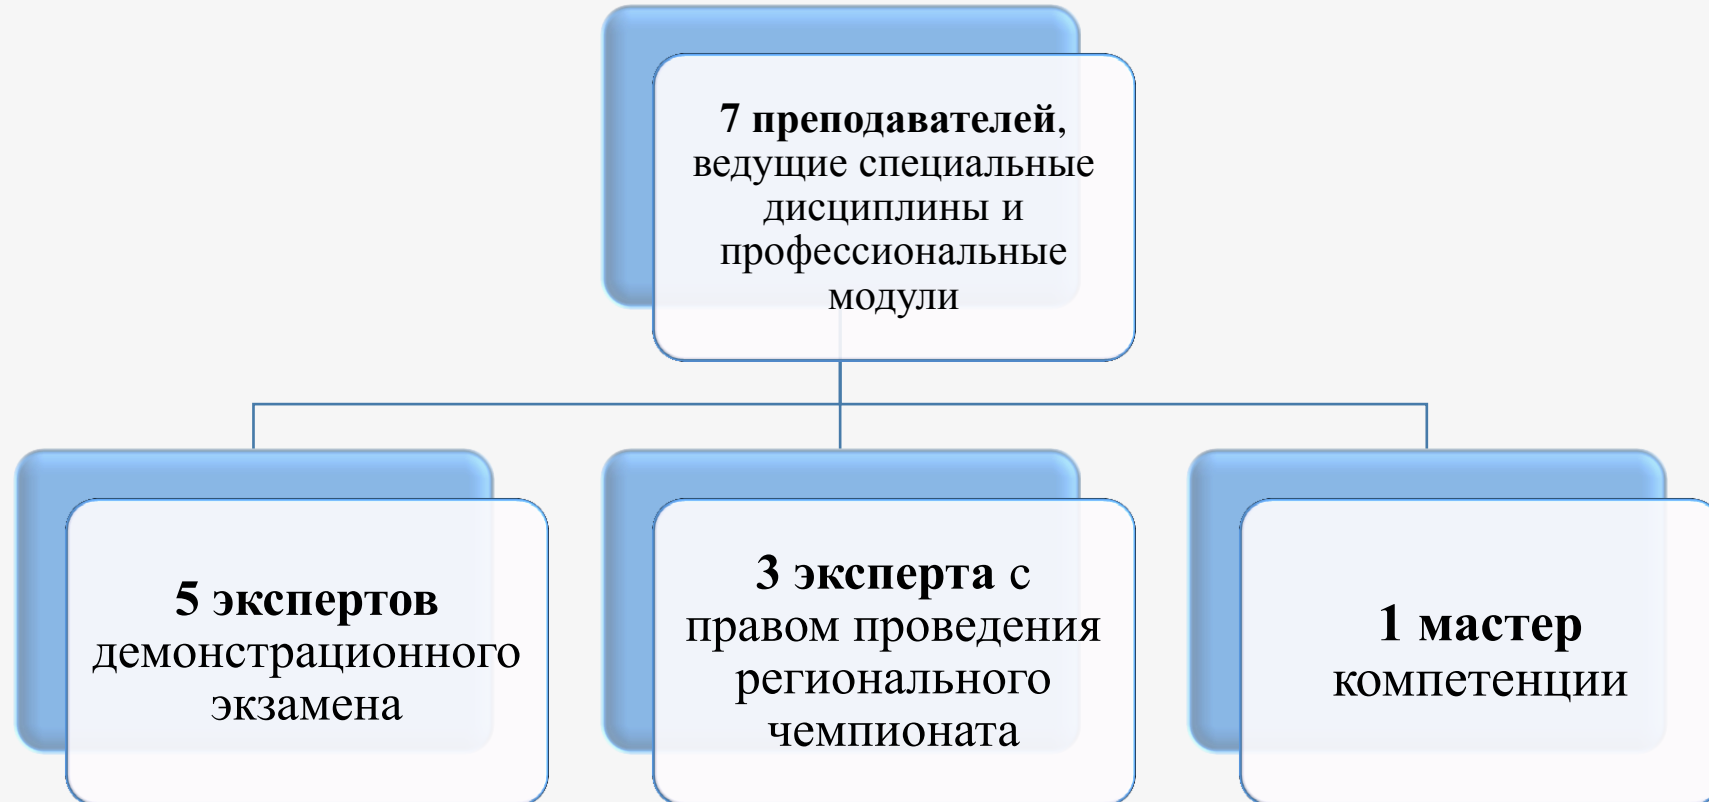 7 преподавателей,
ведущие специальные
дисциплины и
профессиональные
модули
5 экспертов
демонстрационного
экзамена
3 эксперта с
правом проведения
регионального
чемпионата
1 мастер
компетенции